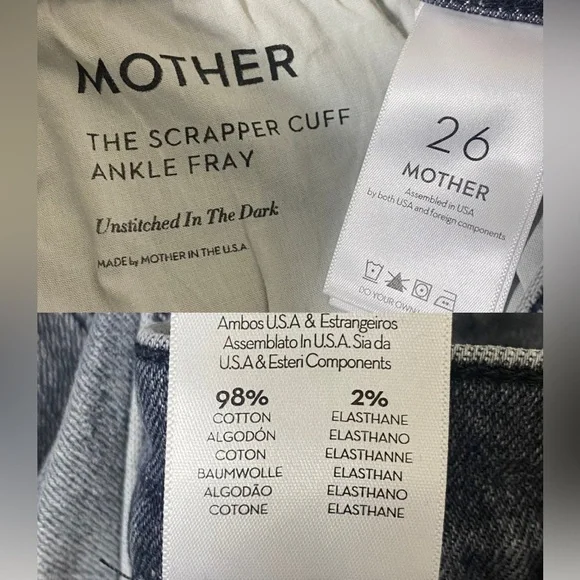 MOTHER
THE SCRAPPER CUFF
ANKLE FRAY
Unstitched In The Dark
MADE by MOTHER IN THE U.S.A.
26
MOTHER
Assembled in USA
by both USA and foreign components
DO YOUR OWN
Ambos U.S.A & Estrangeiros
Assemblato In U.S.A. Sia da
U.S.A & Esteri Components
98% 2%
COTTON ELASTHANE
ALGODÓN ELASTHANO
COTON ELASTHANNE
BAUMWOLLE ELASTHAN
ALGODÃO ELASTHANO
COTONE ELASTHANE